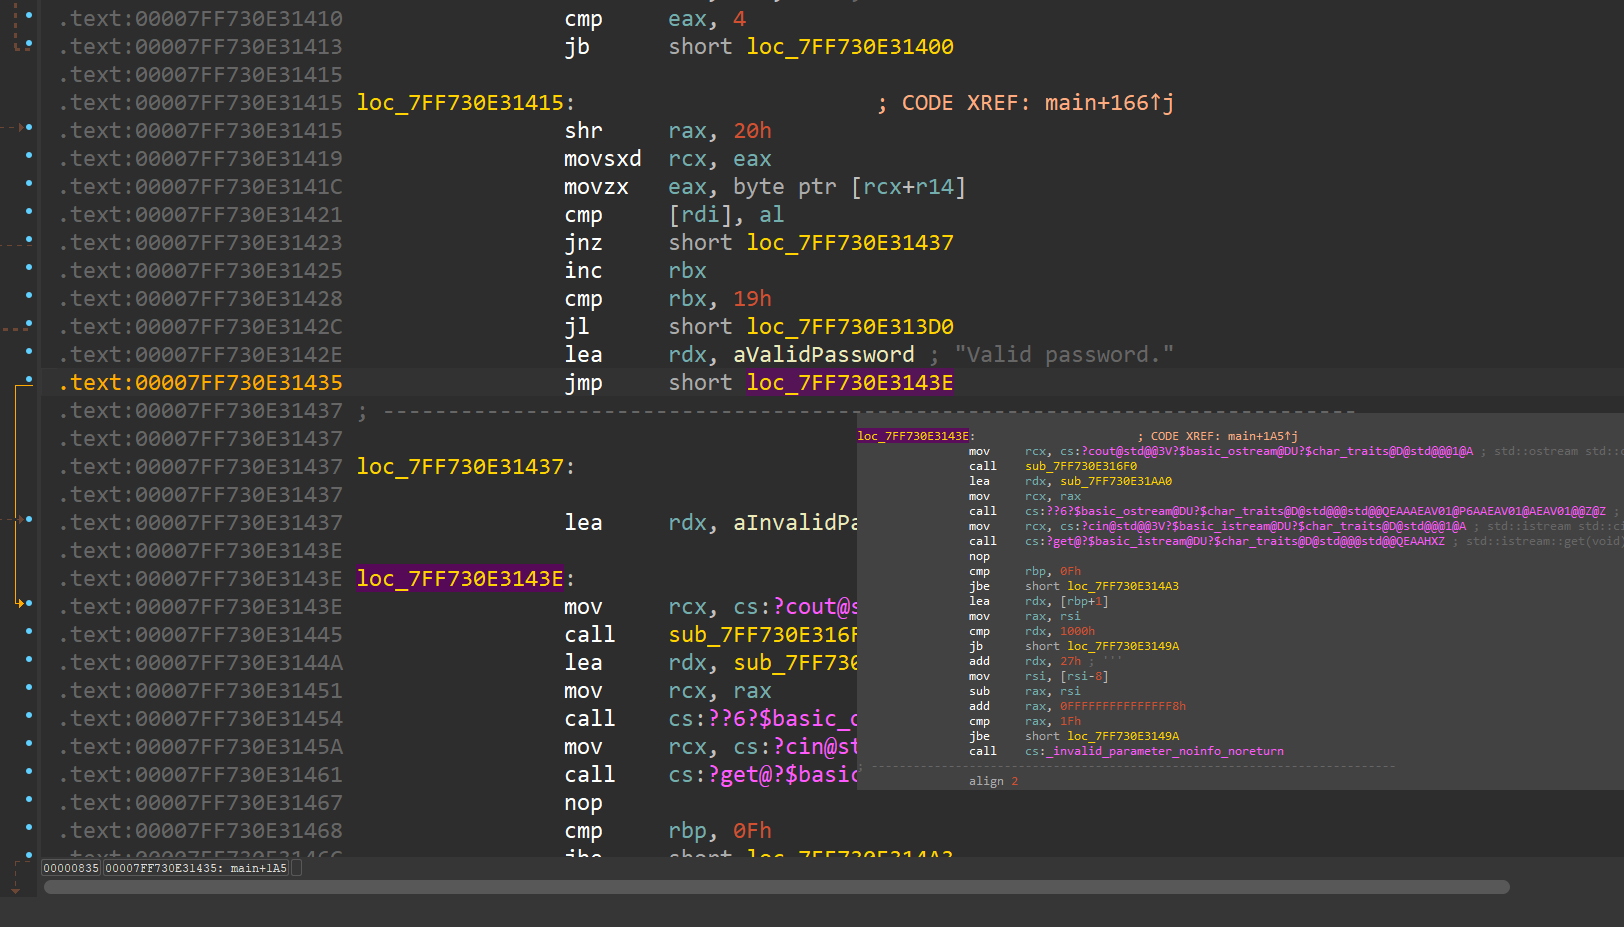 .text:00007FF730E31410 cmp eax, 4
.text:00007FF730E31413 jb short loc_7FF730E31400
.text:00007FF730E31415
.text:00007FF730E31415 loc_7FF730E31415: ; CODE XREF: main+166↑j
.text:00007FF730E31415 shr rax, 20h
.text:00007FF730E31419 movsxd rcx, eax
.text:00007FF730E3141C movzx eax, byte ptr [rcx+r14]
.text:00007FF730E31421 cmp [rdi], al
.text:00007FF730E31423 jnz short loc_7FF730E31437
.text:00007FF730E31425 inc rbx
.text:00007FF730E31428 cmp rbx, 19h
.text:00007FF730E3142C jl short loc_7FF730E313D0
.text:00007FF730E3142E lea rdx, aValidPassword ; "Valid password."
.text:00007FF730E31435 jmp short loc_7FF730E3143E
.text:00007FF730E31437 ; ---------------------------------------------------------------------------
.text:00007FF730E31437
.text:00007FF730E31437 loc_7FF730E31437:
.text:00007FF730E31437
.text:00007FF730E31437 lea rdx, aInvalidPa
.text:00007FF730E3143E
.text:00007FF730E3143E loc_7FF730E3143E:
.text:00007FF730E3143E mov rcx, cs:?cout@s
.text:00007FF730E31445 call sub_7FF730E316F
.text:00007FF730E3144A lea rdx, sub_7FF730
.text:00007FF730E31451 mov rcx, rax
.text:00007FF730E31454 call cs:??6?$basic_o
.text:00007FF730E3145A mov rcx, cs:?cin@st
.text:00007FF730E31461 call cs:?get@?$basic
.text:00007FF730E31467 nop
.text:00007FF730E31468 cmp rbp, 0Fh
.text:00007FF730E3146C jbe short loc_7FF730E314A3
loc_7FF730E3143E: ; CODE XREF: main+1A5↑j
mov rcx, cs:?cout@std@@3V?$basic_ostream@DU?$char_traits@D@std@@@1@A ; std::ostream std::c
call sub_7FF730E316F0
lea rdx, sub_7FF730E31AA0
mov rcx, rax
call cs:??6?$basic_ostream@DU?$char_traits@D@std@@@std@@QEAAAEAV01@P6AAEAV01@AEAV01@@Z@Z ;
mov rcx, cs:?cin@std@@3V?$basic_istream@DU?$char_traits@D@std@@@1@A ; std::istream std::ci
call cs:?get@?$basic_istream@DU?$char_traits@D@std@@@std@@QEAAHXZ ; std::istream::get(void)
nop
cmp rbp, 0Fh
jbe short loc_7FF730E314A3
lea rdx, [rbp+1]
mov rax, rsi
cmp rdx, 1000h
jb short loc_7FF730E3149A
add rdx, 27h ; '''
mov rsi, [rsi-8]
sub rax, rsi
add rax, 0FFFFFFFFFFFFFFF8h
cmp rax, 1Fh
jbe short loc_7FF730E3149A
call cs:_invalid_parameter_noinfo_noreturn
; ---------------------------------------------------------------------------
align 2
00000835 00007FF730E31435: main+1A5